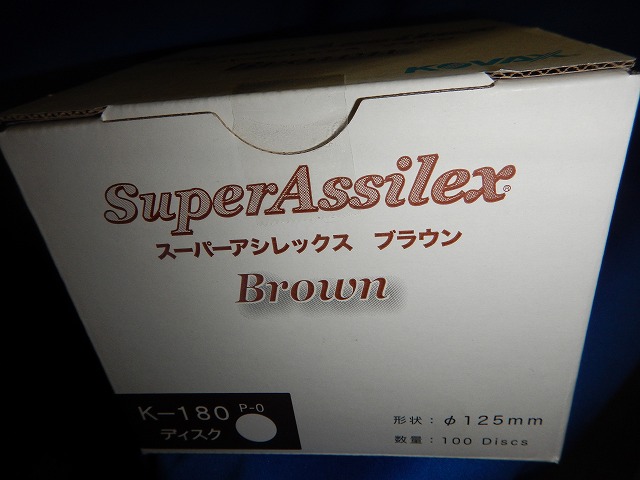 KOVAX
SuperAssilex®
スーパーアシレックス ブラウン
Brown
K-180 P-0
ディスク
形状：φ125mm
数量：100 Discs